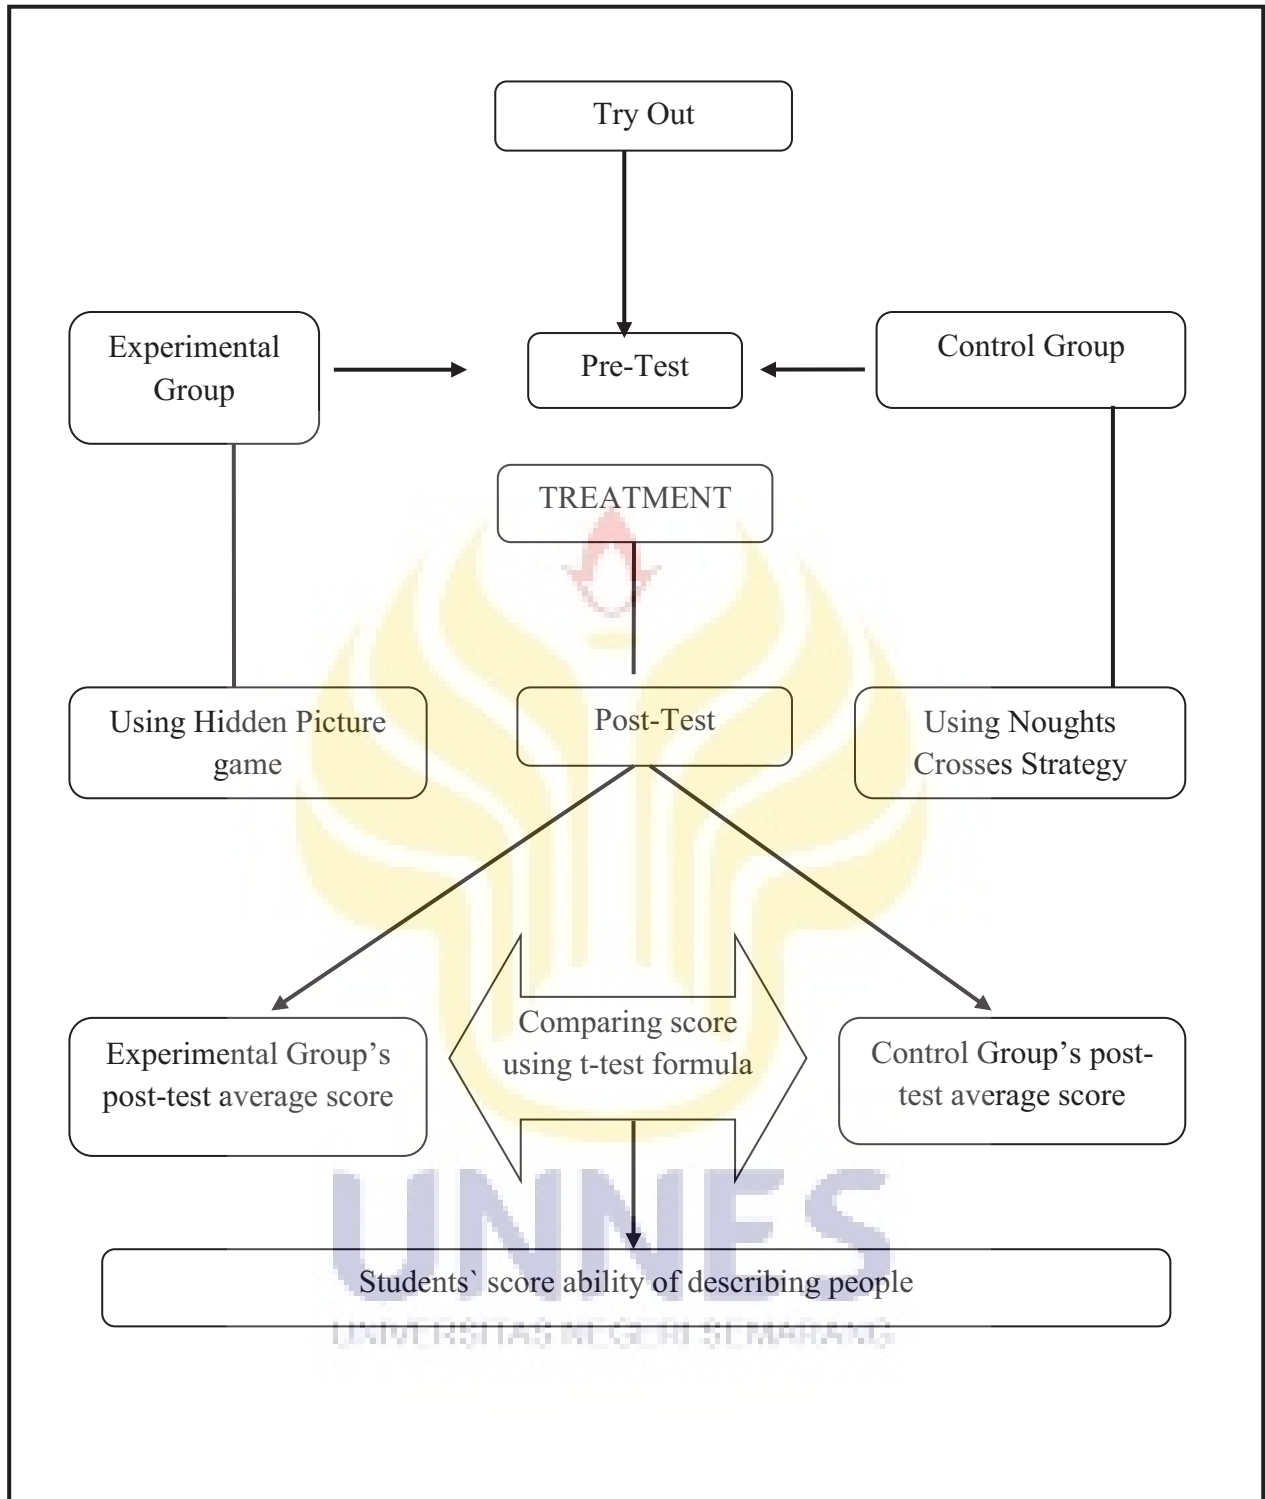 Try Out
Experimental
Group
Pre-Test
Control Group
TREATMENT
Using Hidden Picture
game
Post-Test
Using Noughts
Crosses Strategy
Experimental Group’s
post-test average score
Comparing score
using t-test formula
Control Group’s post-
test average score
UNNES
Students` score ability of describing people
UNIVERSITAS NEGERI SEMARANG